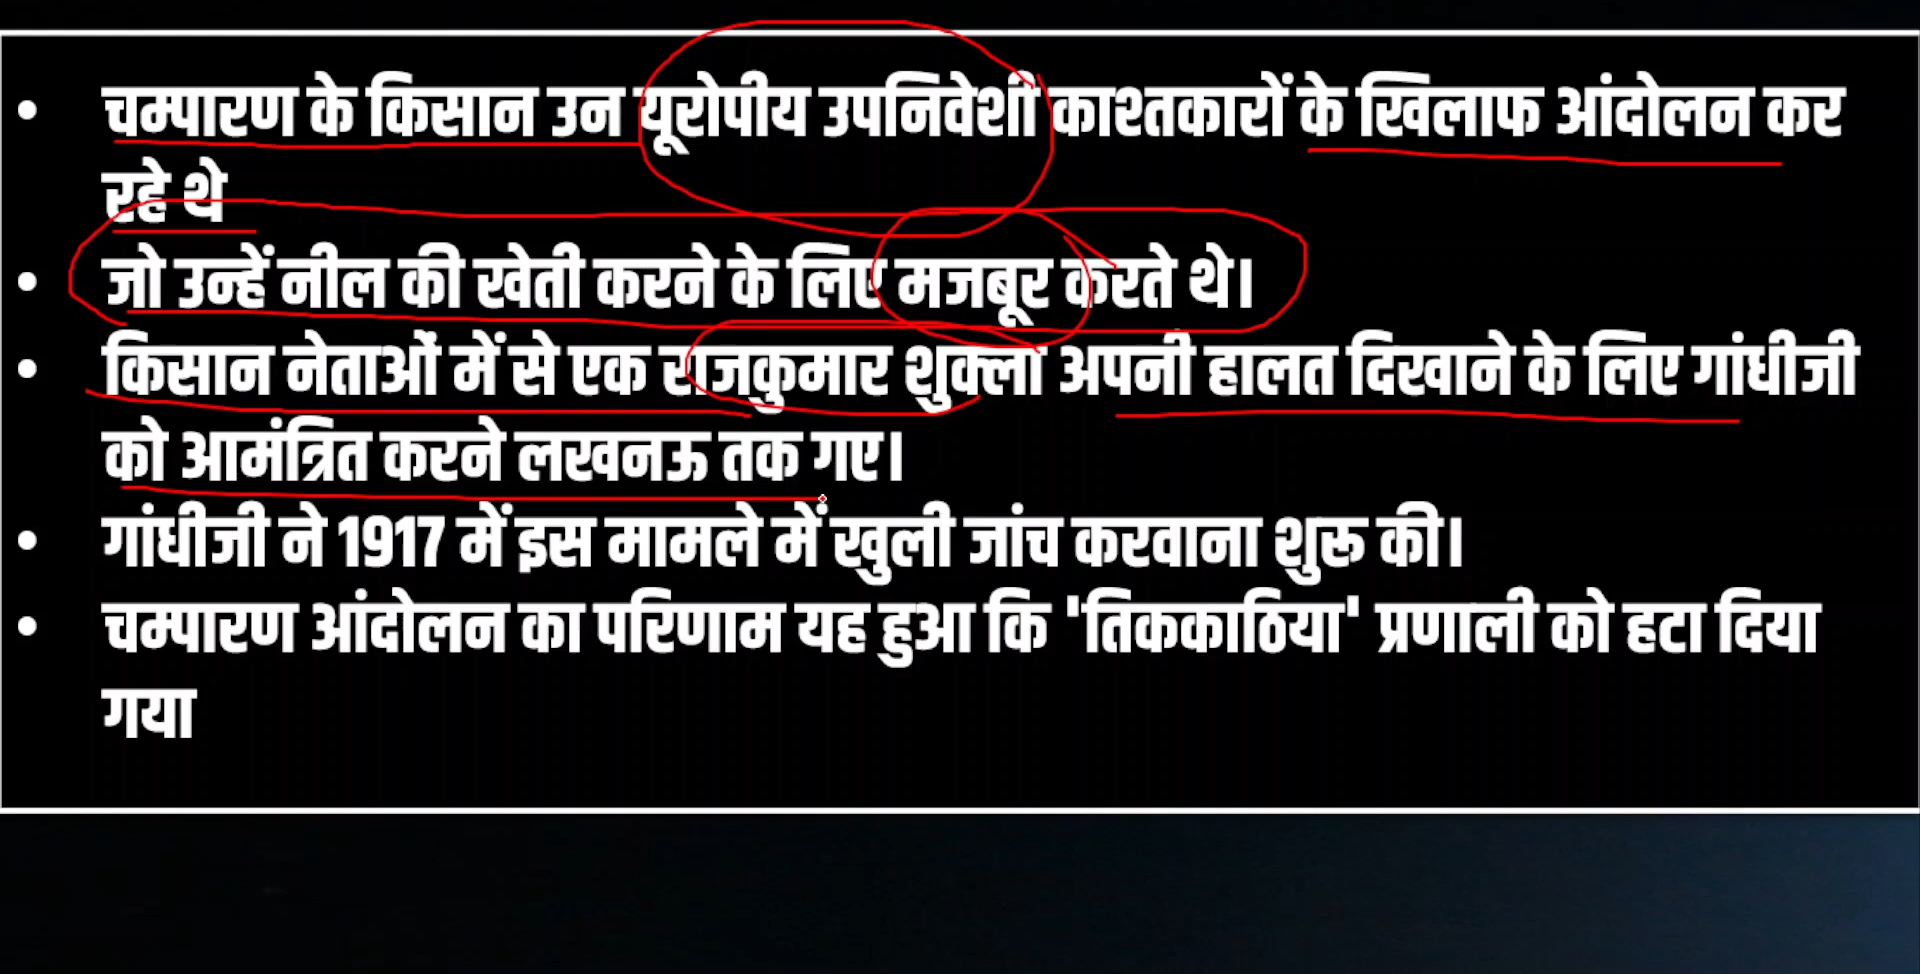 • चम्पारण के किसान उन यूरोपीय उपनिवेशी काश्तकारों के खिलाफ आंदोलन कर
रहे थे
• जो उन्हें नील की खेती करने के लिए मजबूर करते थे।
• किसान नेताओं में से एक राजकुमार शुक्ला अपनी हालत दिखाने के लिए गांधीजी
को आमंत्रित करने लखनऊ तक गए।
• गांधीजी ने 1917 में इस मामले में खुली जांच करवाना शुरू की।
• चम्पारण आंदोलन का परिणाम यह हुआ कि 'तिककाठिया' प्रणाली को हटा दिया
गया